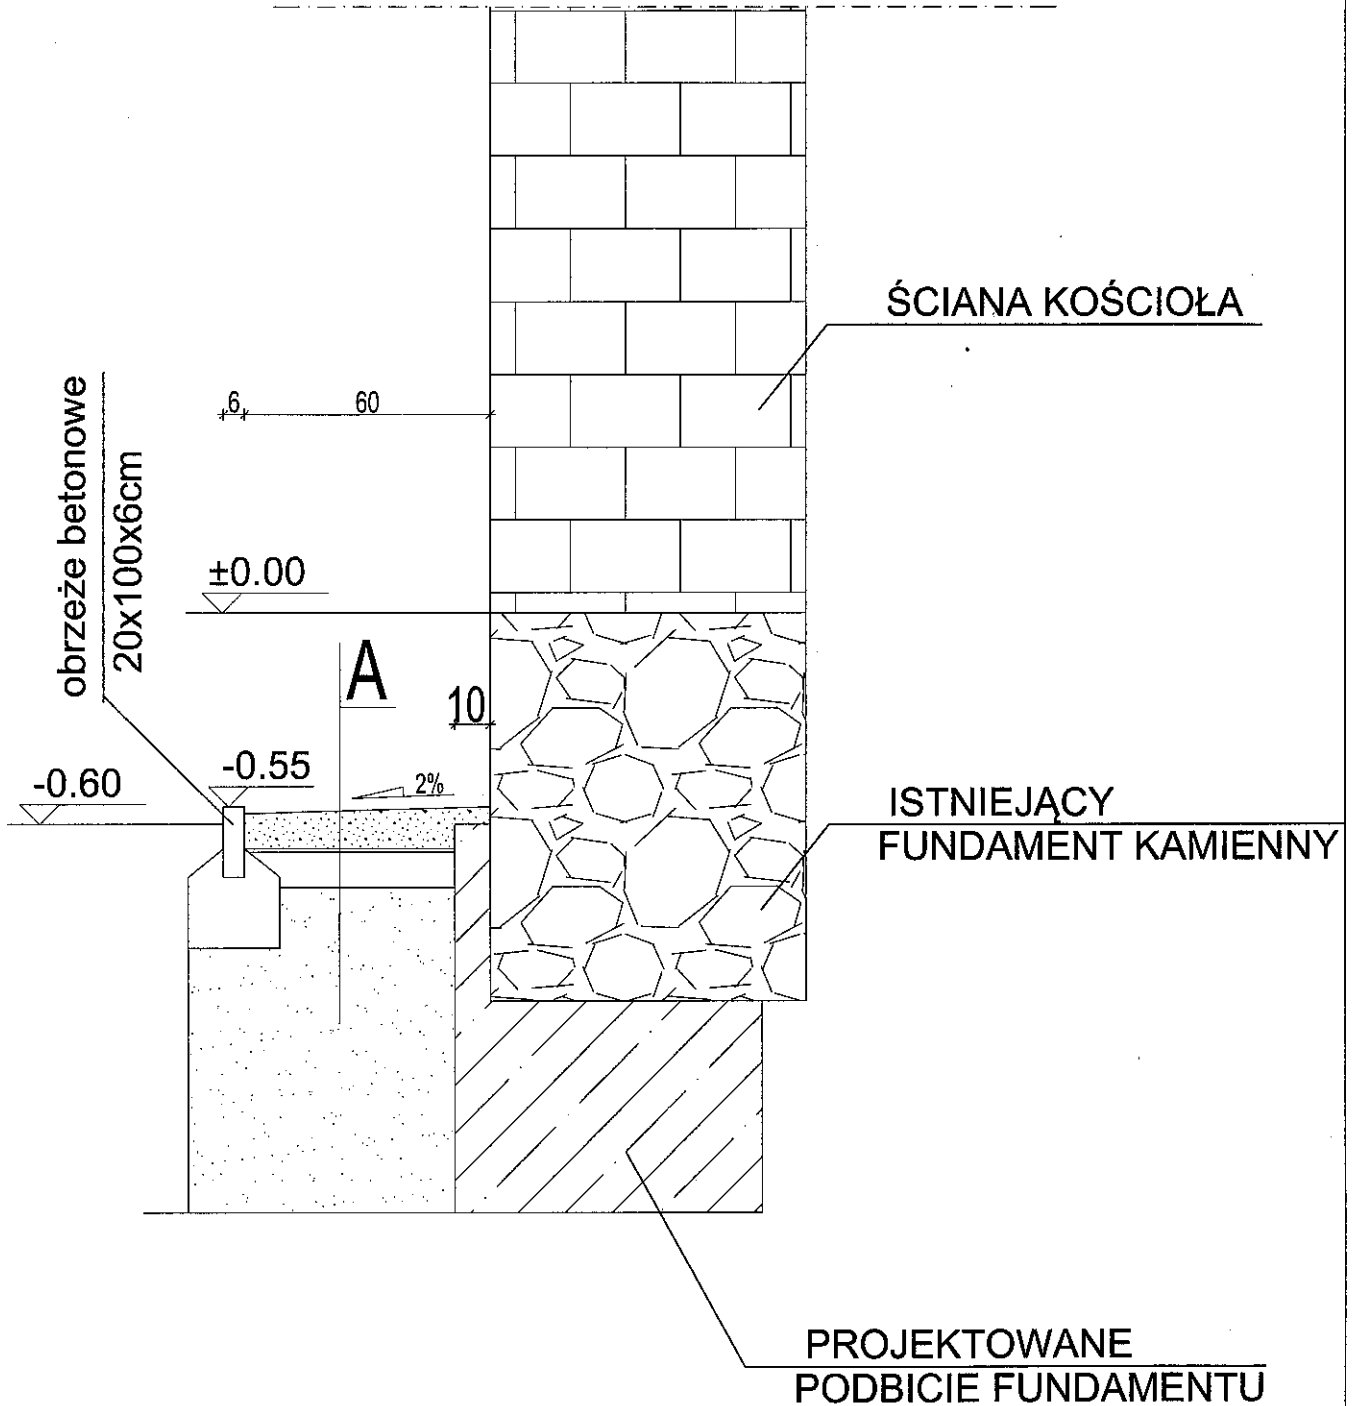 ŚCIANA KOŚCIOŁA
6
60
obrzeże betonowe
20x100x6cm
±0.00
A
10
-0.60
-0.55
2%
ISTNIEJĄCY
FUNDAMENT KAMIENNY
PROJEKTOWANE
PODBICIE FUNDAMENTU